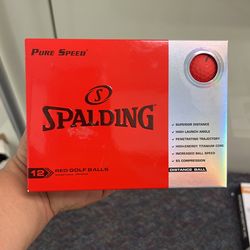 PURE SPEED
S
SPALDING
SUPERIOR DISTANCE
HIGH LAUNCH ANGLE
PENETRATING TRAJECTORY
HIGH-ENERGY TITANIUM CORE
INCREASED BALL SPEED
85 COMPRESSION
12 RED GOLF BALLS
DISTANCE BALL